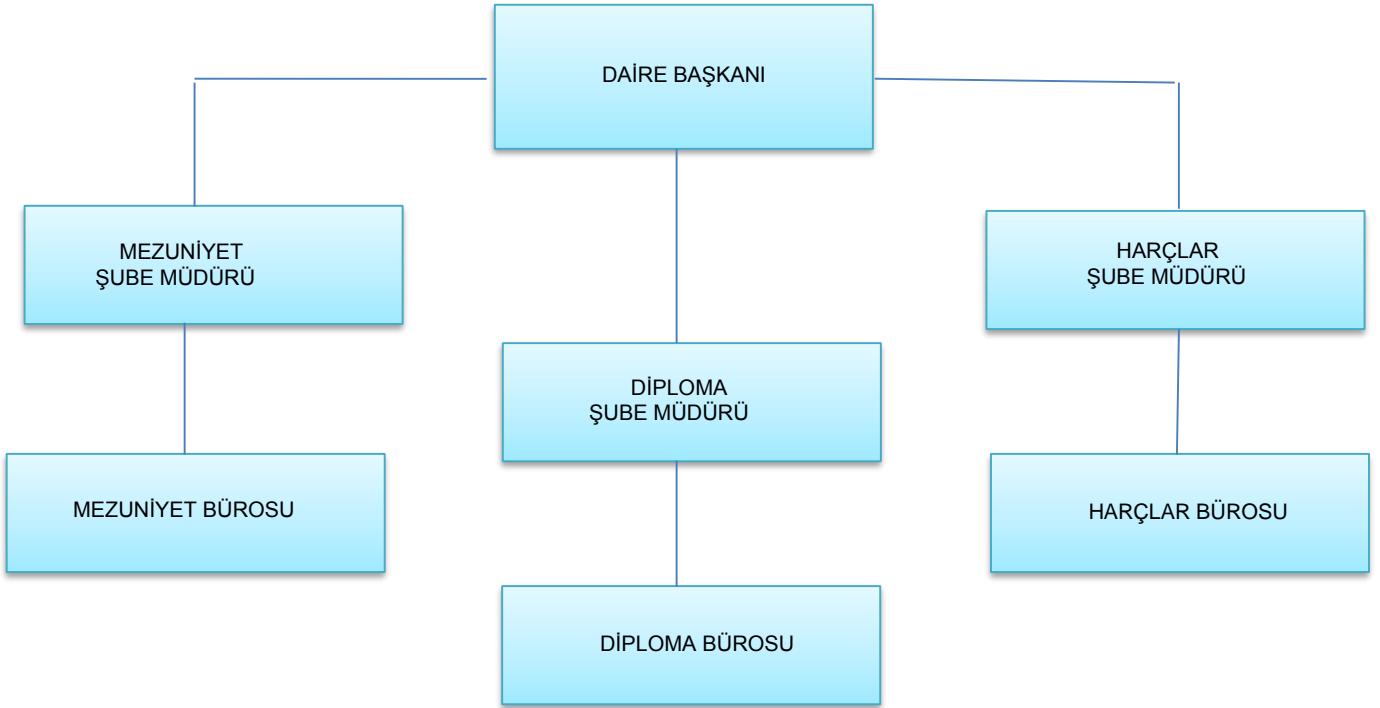 DAİRE BAŞKANI
MEZUNİYET
ŞUBE MÜDÜRÜ
HARÇLAR
ŞUBE MÜDÜRÜ
DİPLOMA
ŞUBE MÜDÜRÜ
MEZUNİYET BÜROSU
HARÇLAR BÜROSU
DİPLOMA BÜROSU